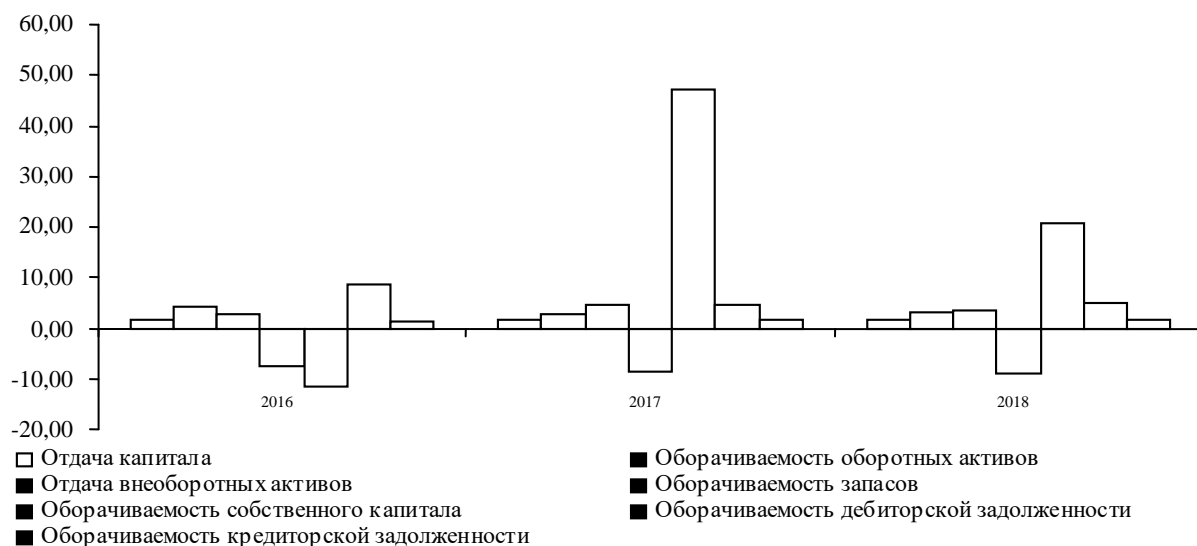 60,00
50,00
40,00
30,00
20,00
10,00
0,00
-10,00
-20,00
2016 2017 2018
Отдача капитала Оборачиваемость оборотных активов
Отдача внеоборотных активов Оборачиваемость запасов
Оборачиваемость собственного капитала Оборачиваемость дебиторской задолженности
Оборачиваемость кредиторской задолженности